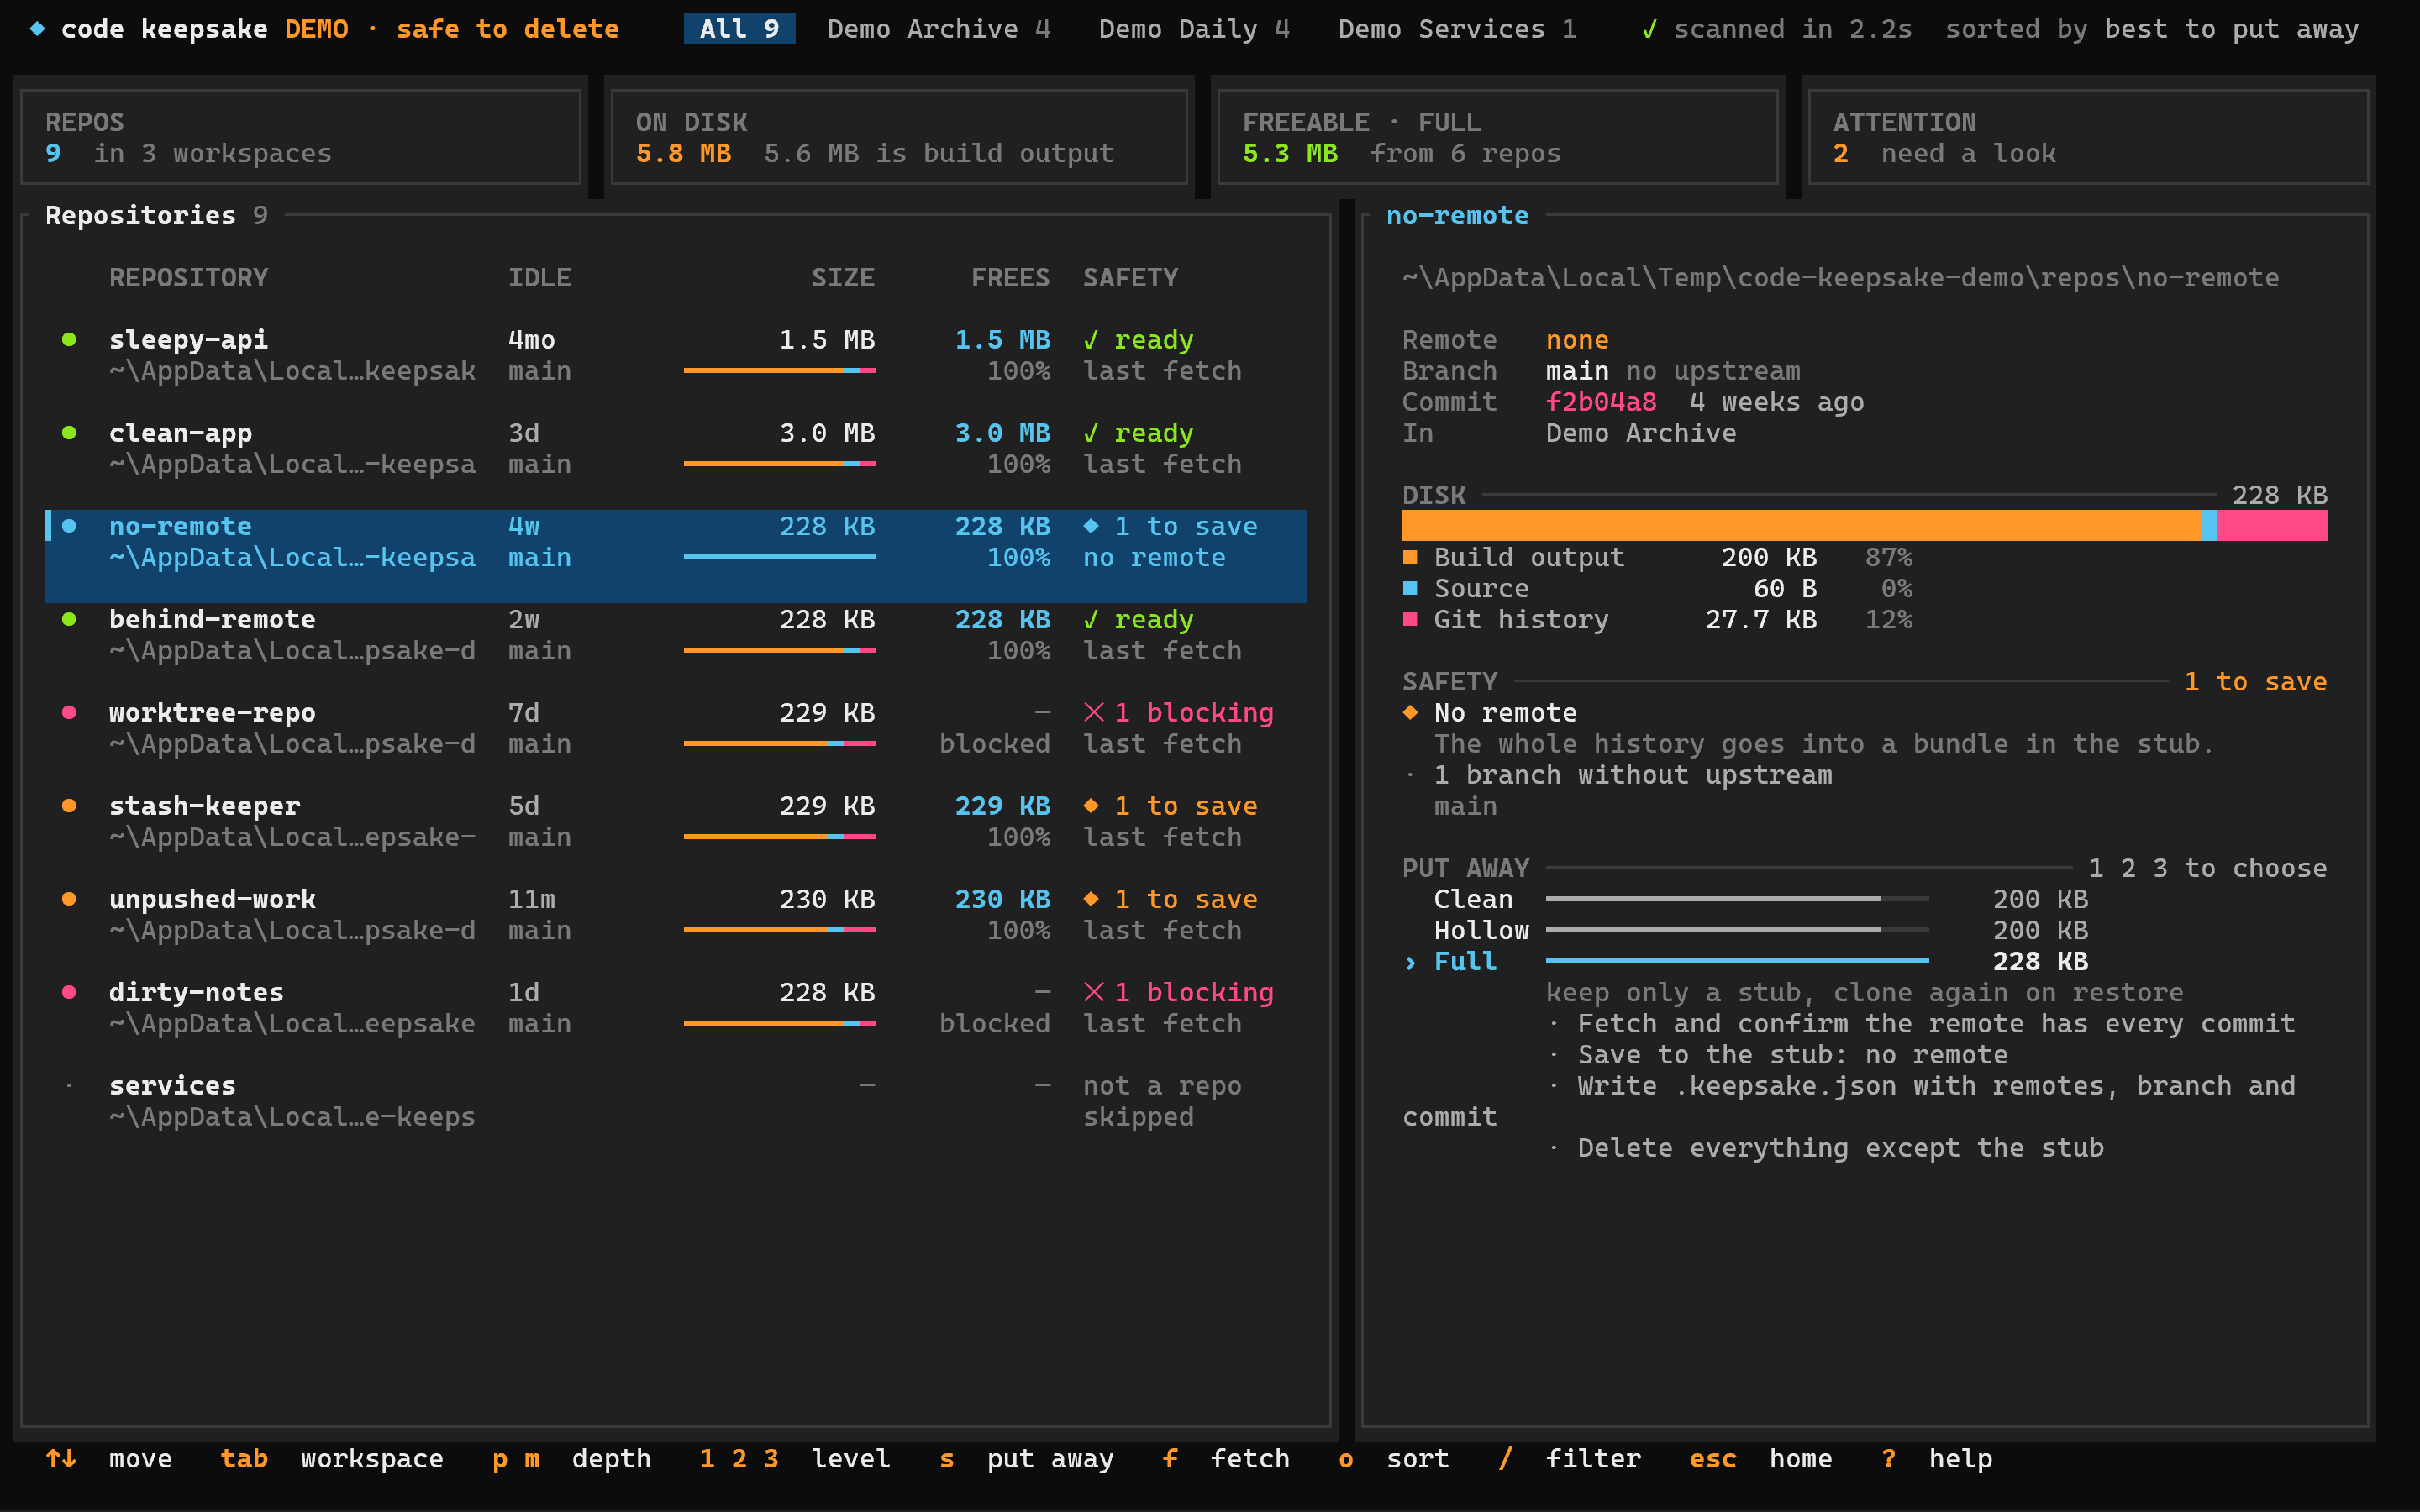 ◆ code keepsake DEMO · safe to delete All 9 Demo Archive 4 Demo Daily 4 Demo Services 1 ✓ scanned in 2.2s sorted by best to put away
REPOS
9 in 3 workspaces
ON DISK
5.8 MB 5.6 MB is build output
FREEABLE · FULL
5.3 MB from 6 repos
ATTENTION
2 need a look
Repositories 9
REPOSITORY IDLE SIZE FREES SAFETY
● sleepy-api 4mo 1.5 MB 1.5 MB ✓ ready
~\AppData\Local…keepsak main 100% last fetch
● clean-app 3d 3.0 MB 3.0 MB ✓ ready
~\AppData\Local…-keepsa main 100% last fetch
● no-remote 4w 228 KB 228 KB ◆ 1 to save
~\AppData\Local…-keepsa main 100% no remote
● behind-remote 2w 228 KB 228 KB ✓ ready
~\AppData\Local…psake-d main 100% last fetch
● worktree-repo 7d 229 KB — ✕ 1 blocking
~\AppData\Local…psake-d main blocked last fetch
● stash-keeper 5d 229 KB 229 KB ◆ 1 to save
~\AppData\Local…epsake- main 100% last fetch
● unpushed-work 11m 230 KB 230 KB ◆ 1 to save
~\AppData\Local…psake-d main 100% last fetch
● dirty-notes 1d 228 KB — ✕ 1 blocking
~\AppData\Local…eepsake main blocked last fetch
· services — — not a repo
~\AppData\Local…e-keeps skipped
no-remote
~\AppData\Local\Temp\code-keepsake-demo\repos\no-remote
Remote none
Branch main no upstream
Commit f2b04a8 4 weeks ago
In Demo Archive
DISK 228 KB
■ Build output 200 KB 87%
■ Source 60 B 0%
■ Git history 27.7 KB 12%
SAFETY 1 to save
◆ No remote
The whole history goes into a bundle in the stub.
· 1 branch without upstream
main
PUT AWAY 1 2 3 to choose
Clean 200 KB
Hollow 200 KB
› Full 228 KB
keep only a stub, clone again on restore
· Fetch and confirm the remote has every commit
· Save to the stub: no remote
· Write .keepsake.json with remotes, branch and
commit
· Delete everything except the stub
↑↓ move tab workspace p m depth 1 2 3 level s put away f fetch o sort / filter esc home ? help